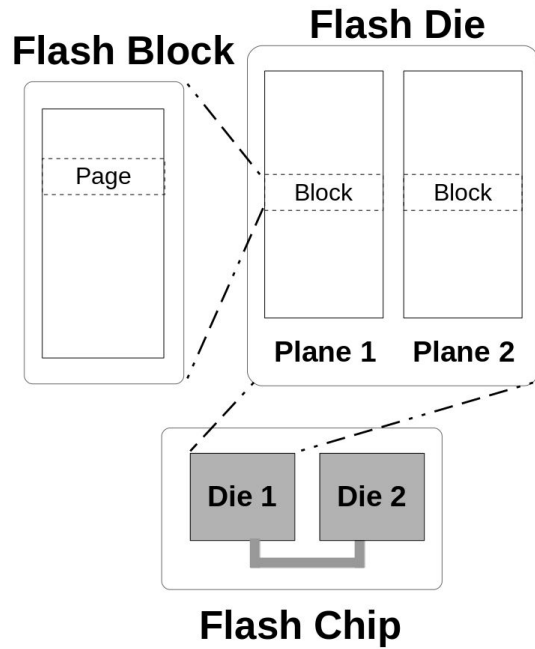 Flash Die
Flash Block
Page
Block
Block
Plane 1
Plane 2
Die 1
Die 2
Flash Chip